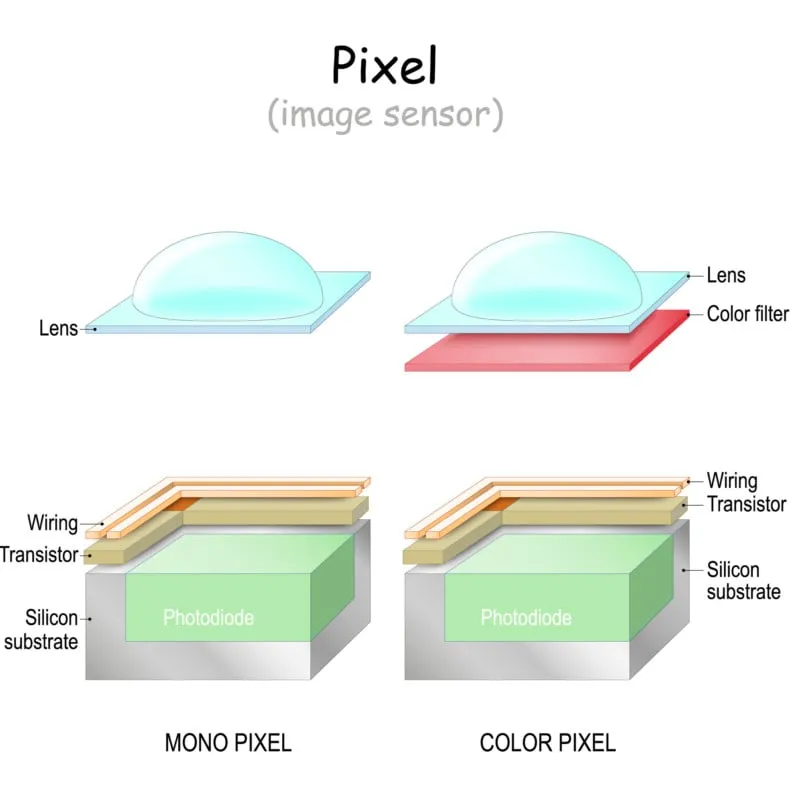 Pixel
(image sensor)
Lens
Lens
Color filter
Wiring
Transistor
Silicon
substrate
Photodiode
Wiring
Transistor
Silicon
substrate
Photodiode
MONO PIXEL
COLOR PIXEL